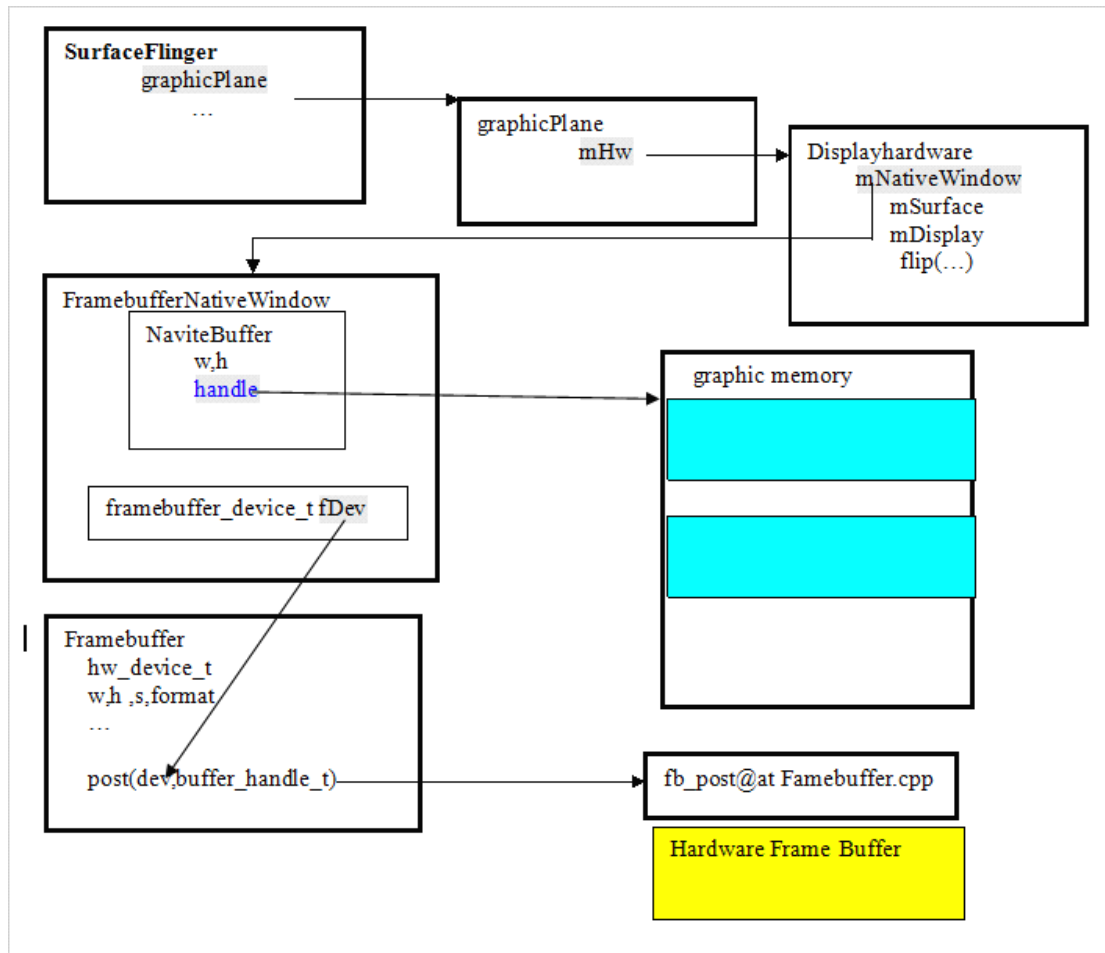 SurfaceFlinger
graphicPlane
…
graphicPlane
mHw
Displayhardware
mNativeWindow
mSurface
mDisplay
flip(…)
FramebufferNativeWindow
NaviteBuffer
w,h
handle
framebuffer_device_t fDev
graphic memory
Framebuffer
hw_device_t
w,h ,s,format
…
post(dev,buffer_handle_t)
fb_post@at Famebuffer.cpp
Hardware Frame Buffer